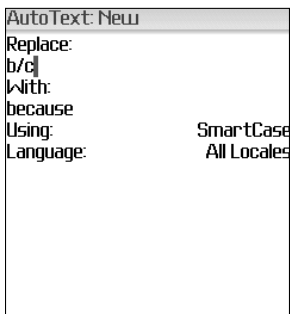 AutoText: New
Replace:
b/c
With:
because
Using: SmartCase
Language: All Locales